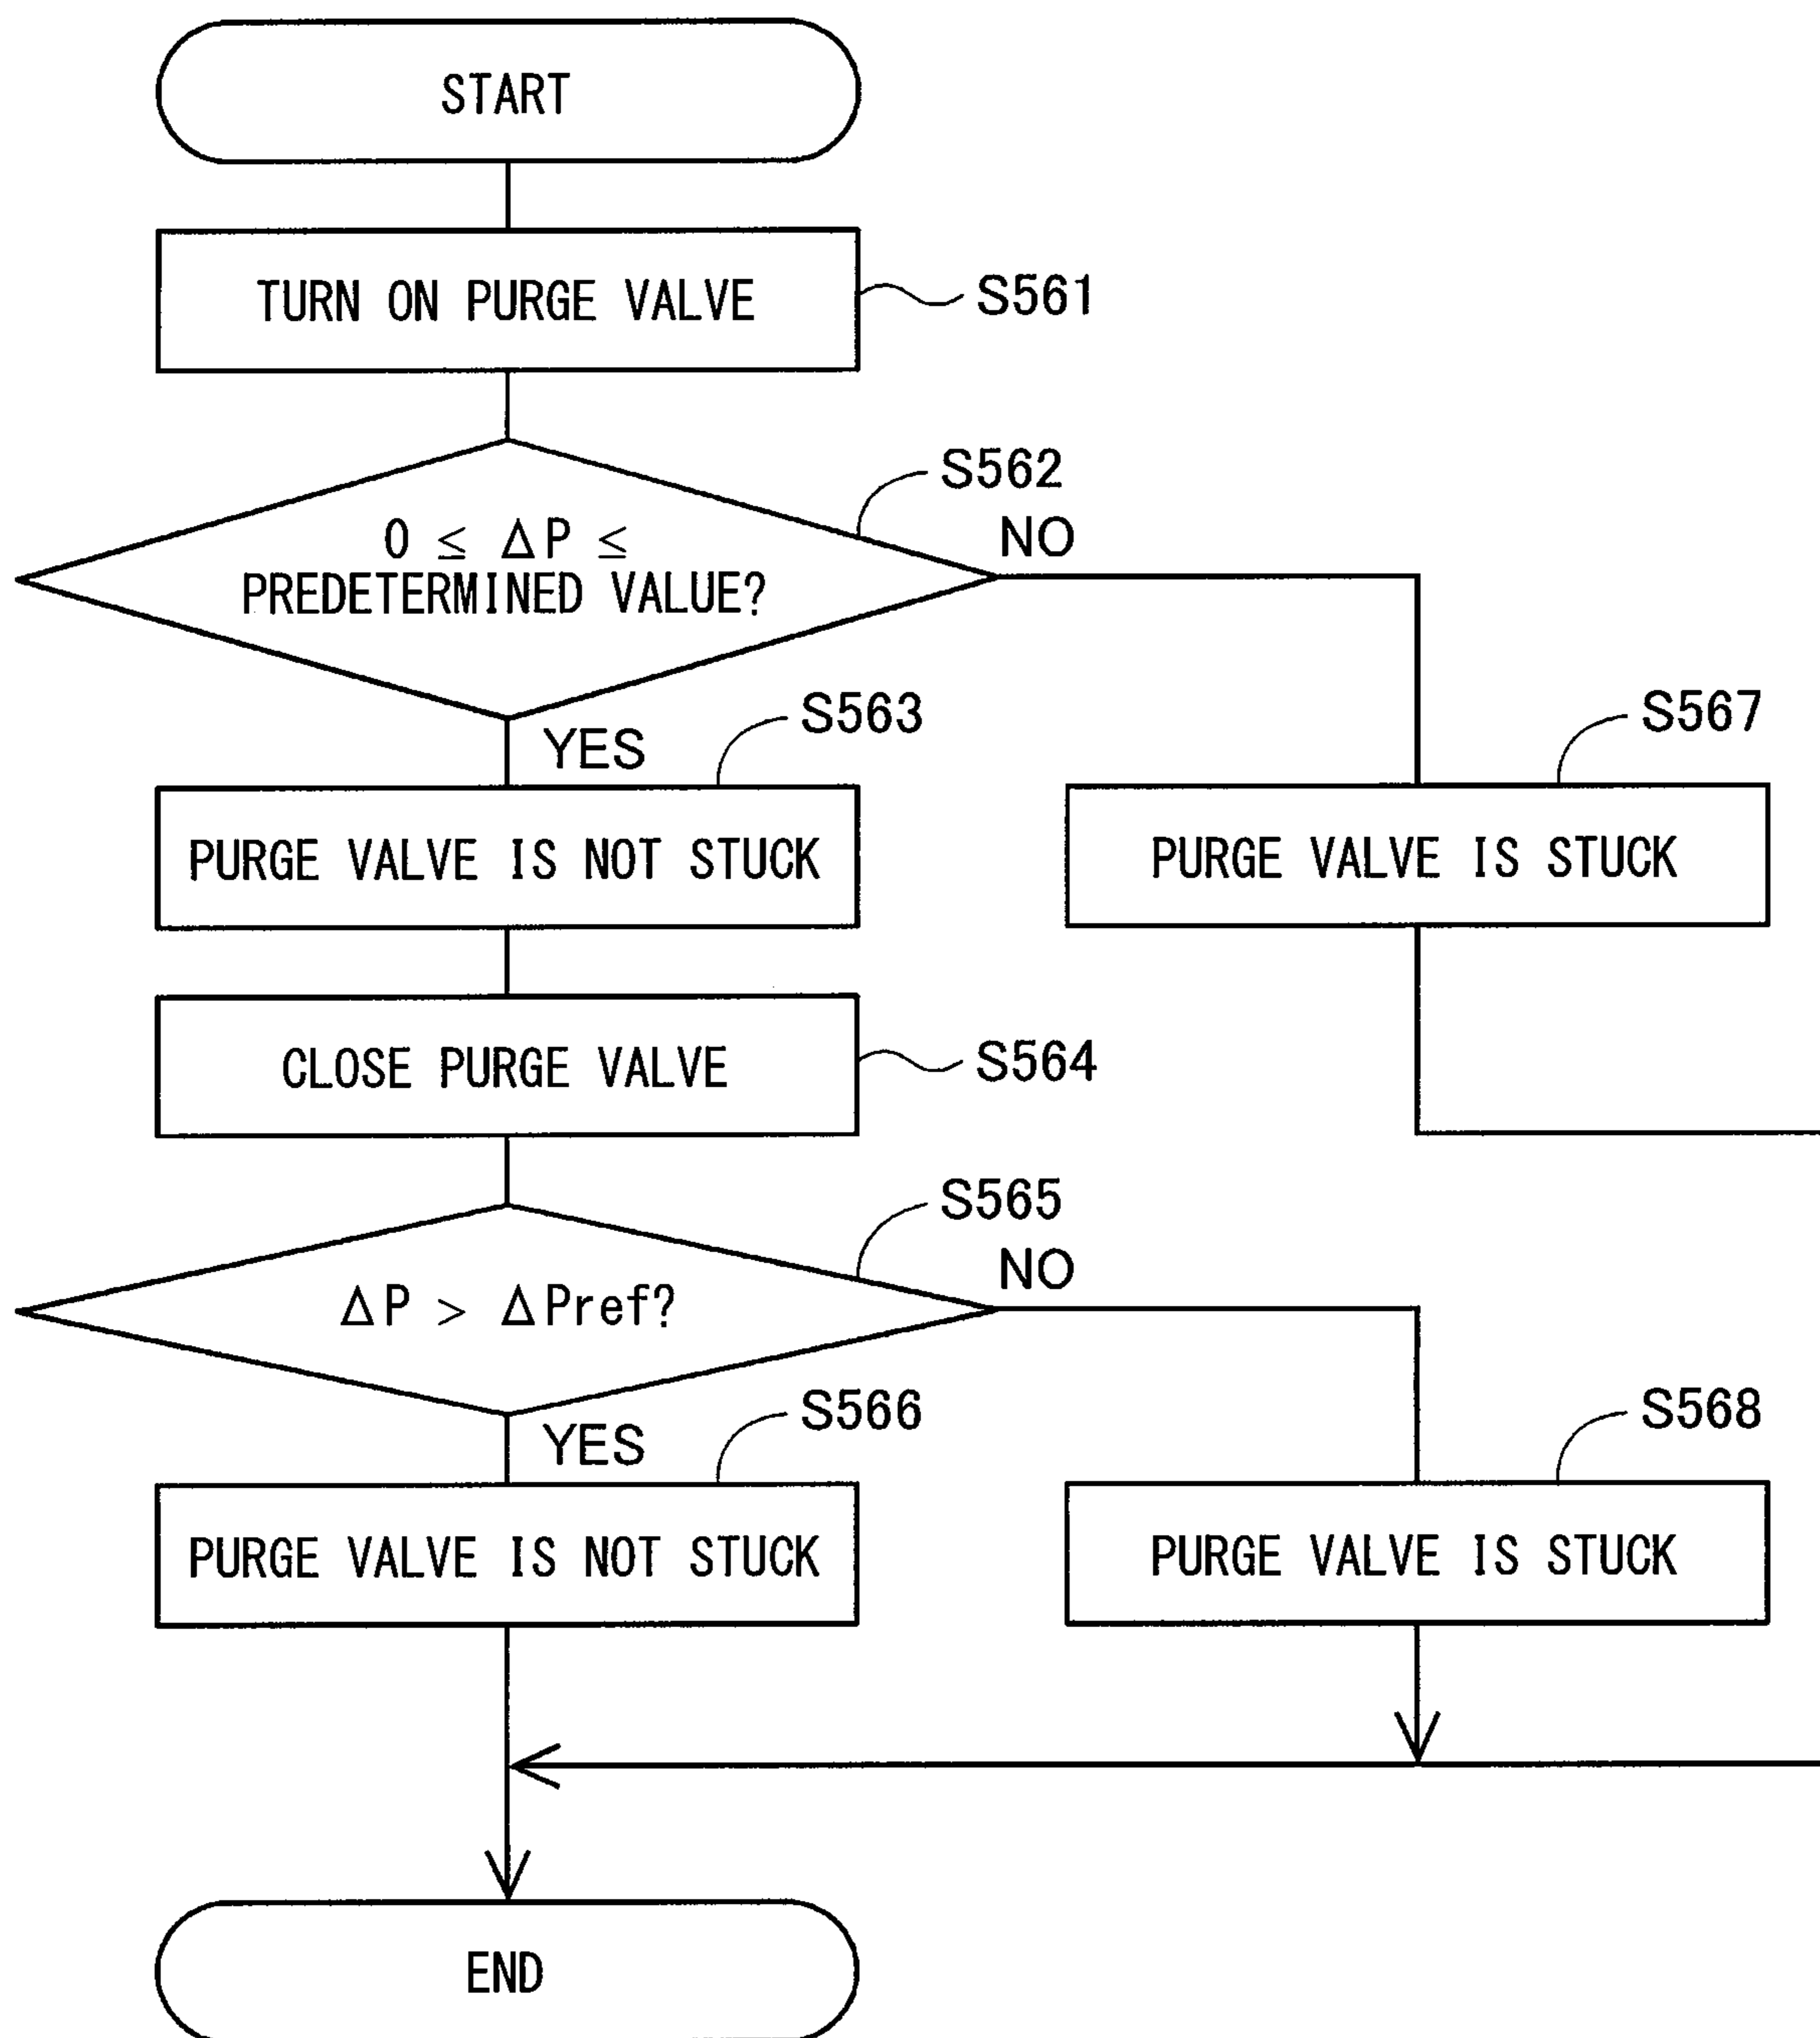 START
TURN ON PURGE VALVE
S561
S562
0 ≤ ΔP ≤
PREDETERMINED VALUE?
NO
YES
S563
PURGE VALVE IS NOT STUCK
S567
PURGE VALVE IS STUCK
CLOSE PURGE VALVE
S564
S565
ΔP > ΔPref?
NO
YES
S566
PURGE VALVE IS NOT STUCK
S568
PURGE VALVE IS STUCK
END